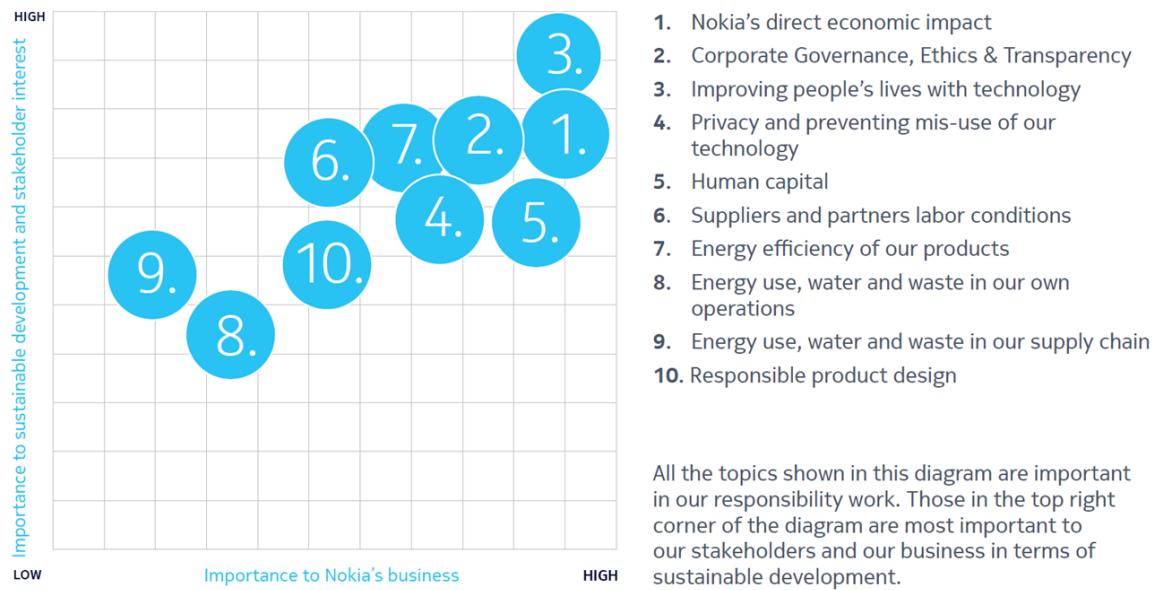 HIGH
Importance to sustainable development and stakeholder interest
3.
1.
2.
7.
6.
4.
5.
10.
9.
8.
LOW
Importance to Nokia's business
HIGH
1. Nokia's direct economic impact
2. Corporate Governance, Ethics & Transparency
3. Improving people's lives with technology
4. Privacy and preventing mis-use of our
technology
5. Human capital
6. Suppliers and partners labor conditions
7. Energy efficiency of our products
8. Energy use, water and waste in our own
operations
9. Energy use, water and waste in our supply chain
10. Responsible product design
All the topics shown in this diagram are important
in our responsibility work. Those in the top right
corner of the diagram are most important to
our stakeholders and our business in terms of
sustainable development.